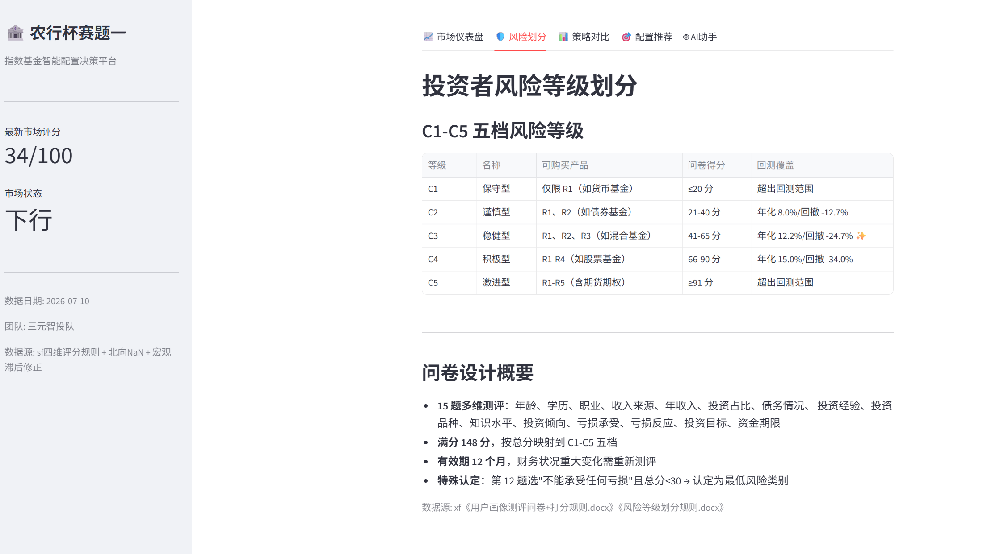 农行杯赛题一
指数基金智能配置决策平台
最新市场评分
34/100
市场状态
下行
数据日期: 2026-07-10
团队: 三元智投队
数据源: sf四维评分规则 + 北向NaN + 宏观
滞后修正
市场仪表盘 风险划分 策略对比 配置推荐 AI助手
投资者风险等级划分
C1-C5 五档风险等级
等级 名称 可购买产品 问卷得分 回测覆盖
C1 保守型 仅限 R1（如货币基金） ≤20 分 超出回测范围
C2 谨慎型 R1、R2（如债券基金） 21-40 分 年化 8.0%/回撤 -12.7%
C3 稳健型 R1、R2、R3（如混合基金） 41-65 分 年化 12.2%/回撤 -24.7% ✨
C4 积极型 R1-R4（如股票基金） 66-90 分 年化 15.0%/回撤 -34.0%
C5 激进型 R1-R5（含期货期权） ≥91 分 超出回测范围
问卷设计概要
• 15 题多维测评：年龄、学历、职业、收入来源、年收入、投资占比、债务情况、 投资经验、投资
品种、知识水平、投资倾向、亏损承受、亏损反应、投资目标、资金期限
• 满分 148 分，按总分映射到 C1-C5 五档
• 有效期 12 个月，财务状况重大变化需重新测评
• 特殊认定：第 12 题选"不能承受任何亏损"且总分<30 → 认定为最低风险类别
数据源: xf《用户画像测评问卷+打分规则.docx》《风险等级划分规则.docx》